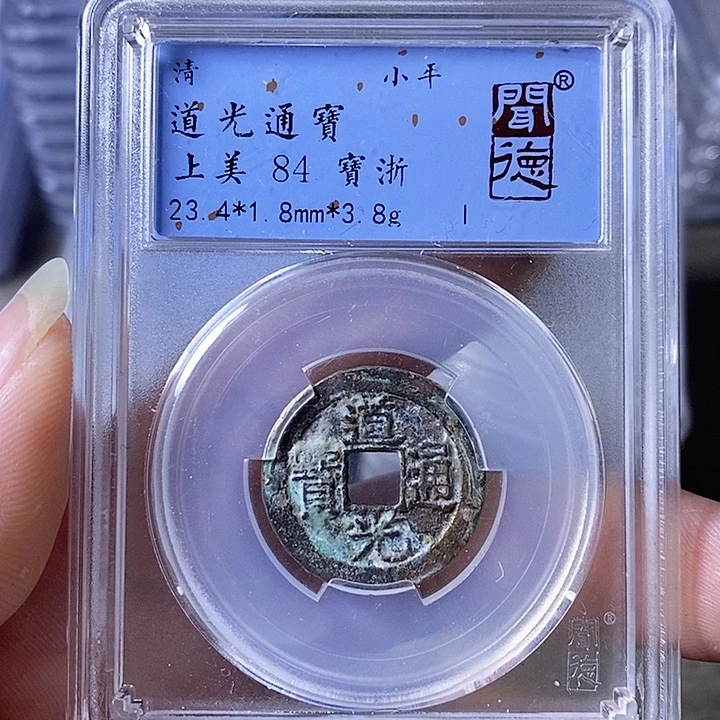 清 小平
道光通寶
上美 84 寶浙
23.4*1.8mm*3.8g
聞德®
道光通寶
聞德®